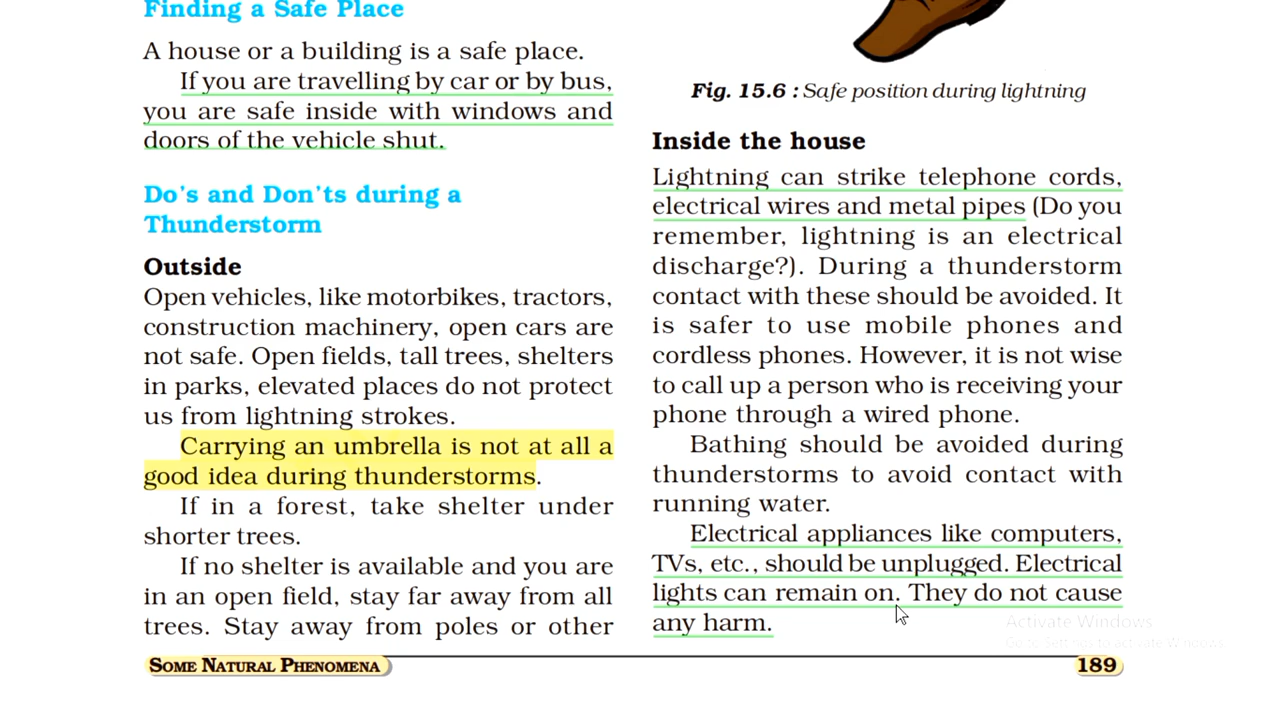 Finding a Safe Place
A house or a building is a safe place.
If you are travelling by car or by bus,
you are safe inside with windows and
doors of the vehicle shut.
Do's and Don'ts during a
Thunderstorm
Outside
Open vehicles, like motorbikes, tractors,
construction machinery, open cars are
not safe. Open fields, tall trees, shelters
in parks, elevated places do not protect
us from lightning strokes.
Carrying an umbrella is not at all a
good idea during thunderstorms.
If in a forest, take shelter under
shorter trees.
If no shelter is available and you are
in an open field, stay far away from all
trees. Stay away from poles or other
Fig. 15.6 : Safe position during lightning
Inside the house
Lightning can strike telephone cords,
electrical wires and metal pipes (Do you
remember, lightning is an electrical
discharge?). During a thunderstorm
contact with these should be avoided. It
is safer to use mobile phones and
cordless phones. However, it is not wise
to call up a person who is receiving your
phone through a wired phone.
Bathing should be avoided during
thunderstorms to avoid contact with
running water.
Electrical appliances like computers,
TVs, etc., should be unplugged. Electrical
lights can remain on. They do not cause
any harm.
Activate Windows
Go to Settings to activate Windows.
SOME NATURAL PHENOMENA
189